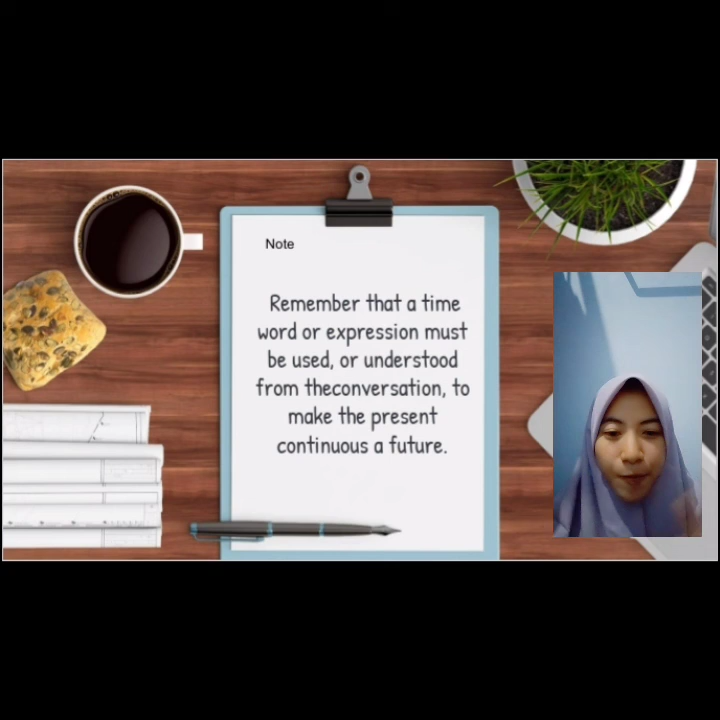 Note
Remember that a time
word or expression must
be used, or understood
from theconversation, to
make the present
continuous a future.